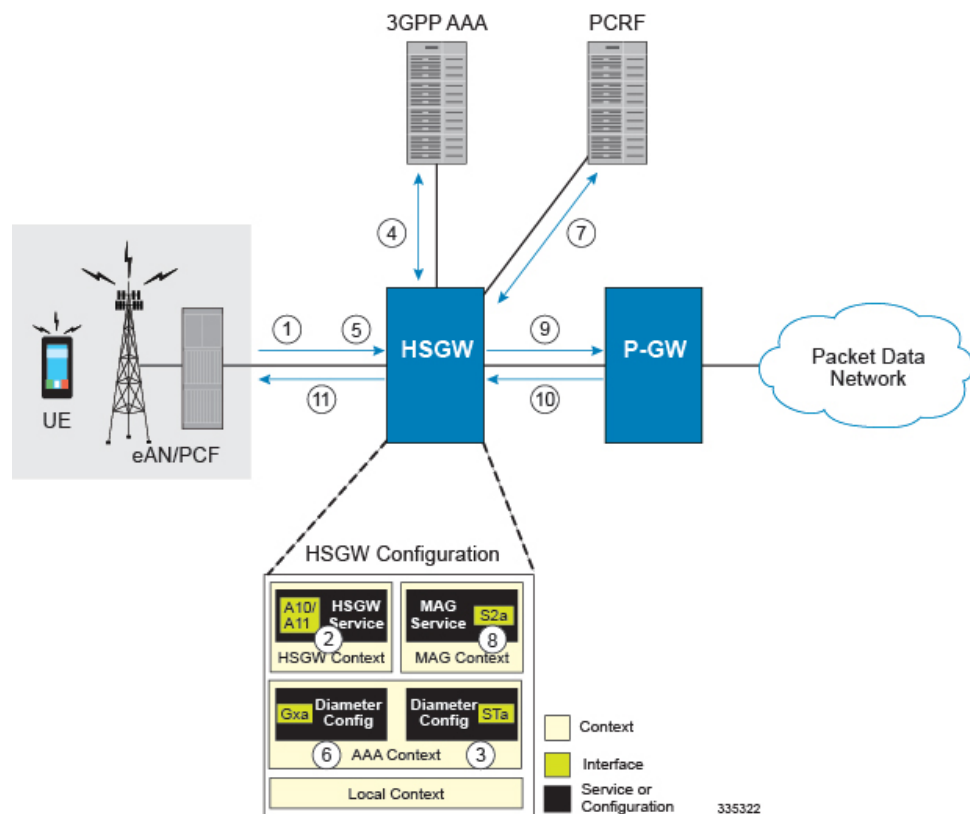 3GPP AAA
PCRF
4
7
1
5
HSGW
9
P-GW
Packet Data
Network
11
10
UE
eAN/PCF
HSGW Configuration
A10/
A11
HSGW
Service
2
HSGW Context
MAG
Service
S2a
8
MAG Context
Gxa
Diameter
Config
6
Diameter
Config
STa
3
AAA Context
Local Context
Context
Interface
Service or
Configuration
335322